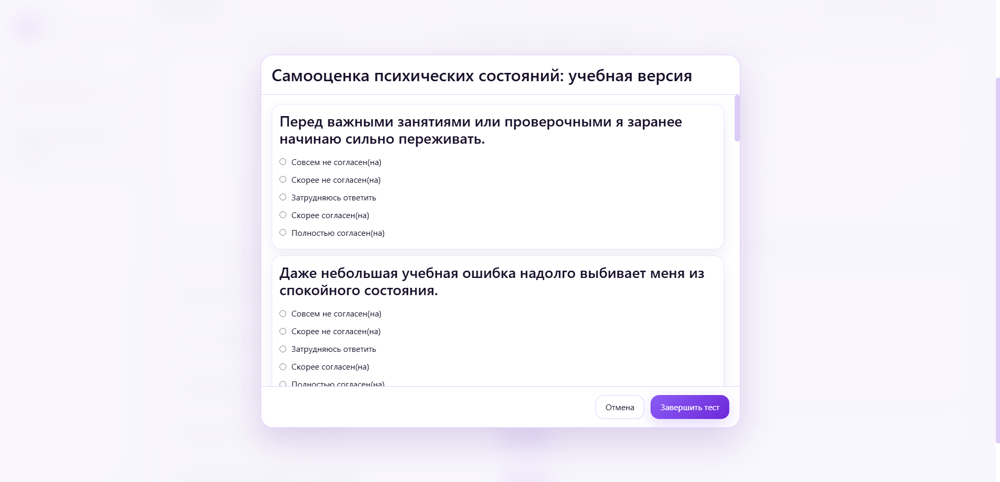 Самооценка психических состояний: учебная версия
Перед важными занятиями или проверочными я заранее
начинаю сильно переживать.
Совсем не согласен(на)
Скорее не согласен(на)
Затрудняюсь ответить
Скорее согласен(на)
Полностью согласен(на)
Даже небольшая учебная ошибка надолго выбивает меня из
спокойного состояния.
Совсем не согласен(на)
Скорее не согласен(на)
Затрудняюсь ответить
Скорее согласен(на)
Полностью согласен(на)
Отмена
Завершить тест